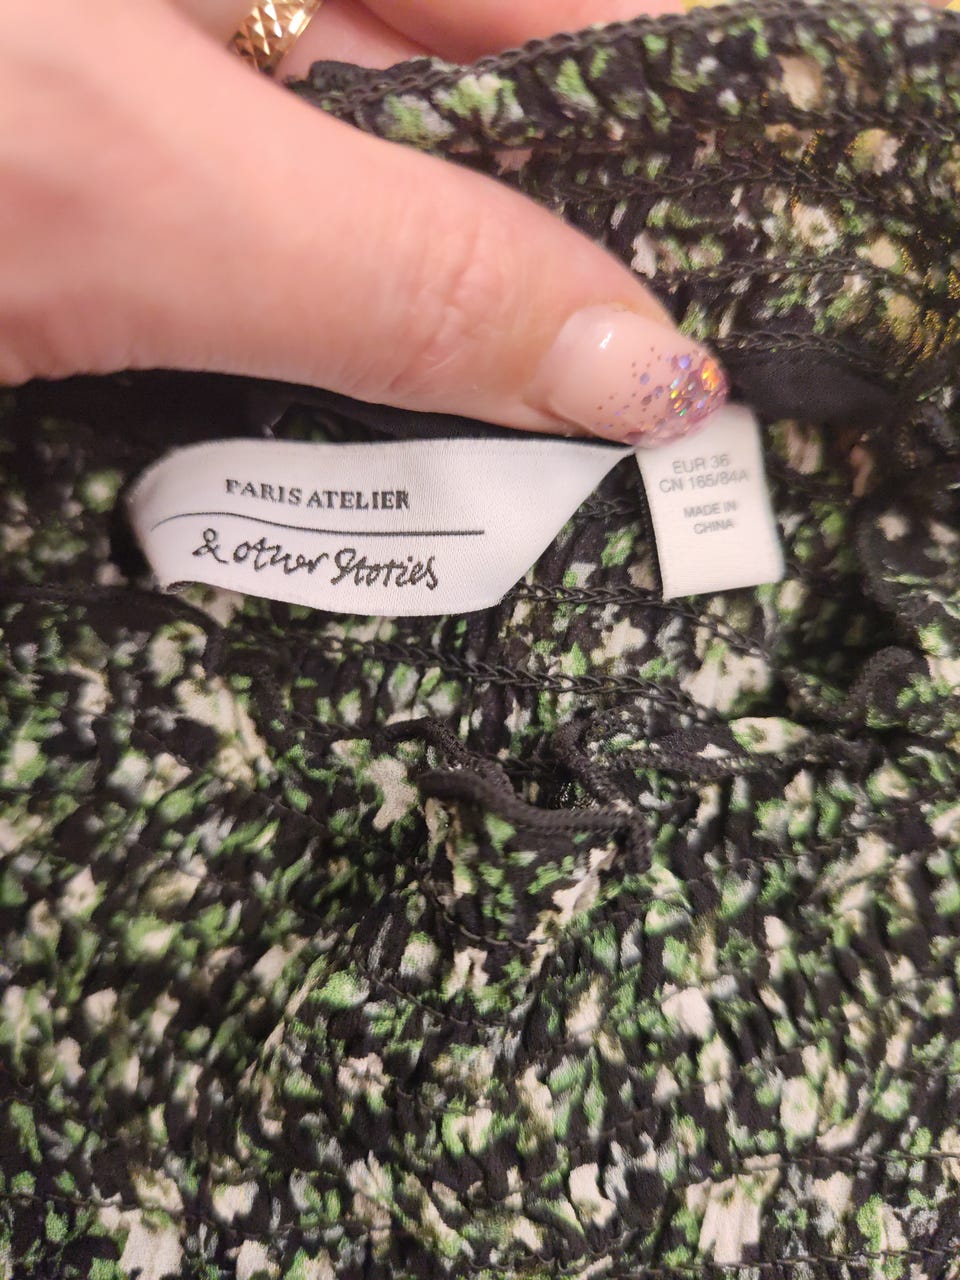 PARIS ATELIER
& other Stories
EUR 36
CN 165/84A
MADE IN
CHINA